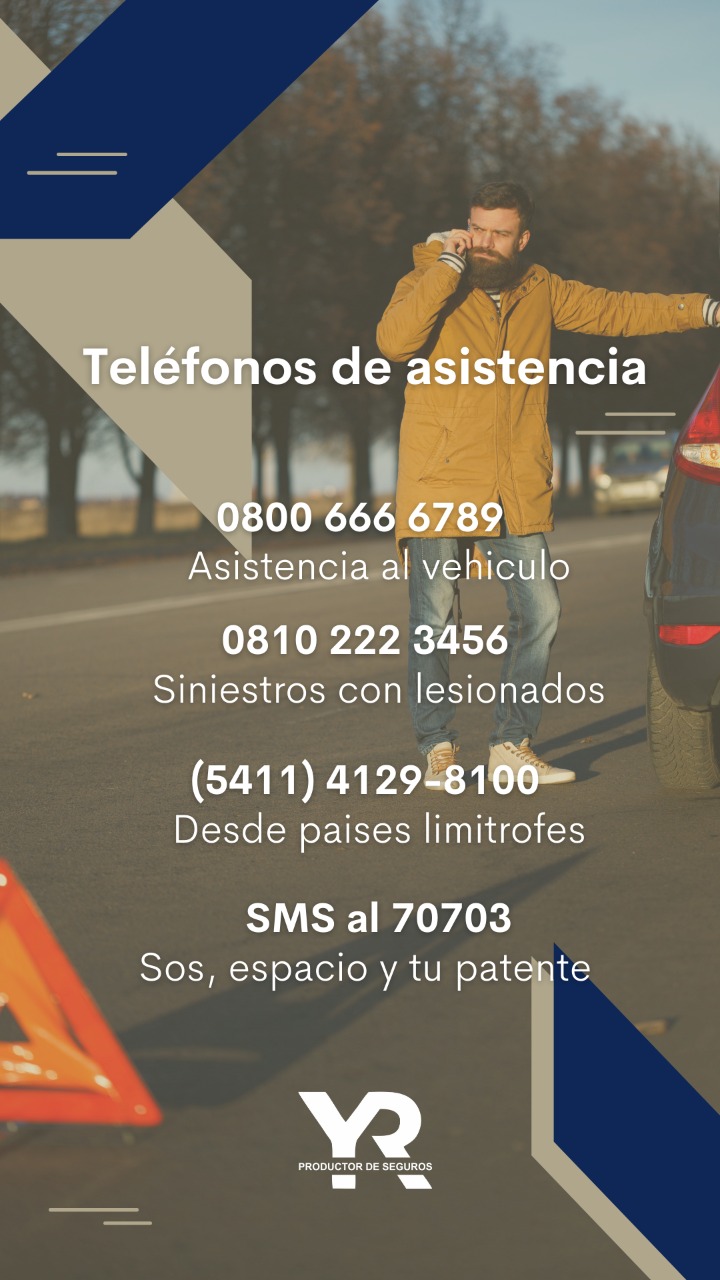 Teléfonos de asistencia
0800 666 6789
Asistencia al vehiculo
0810 222 3456
Siniestros con lesionados
(5411) 4129-8100
Desde paises limitrofes
SMS al 70703
Sos, espacio y tu patente
YR
PRODUCTOR DE SEGUROS